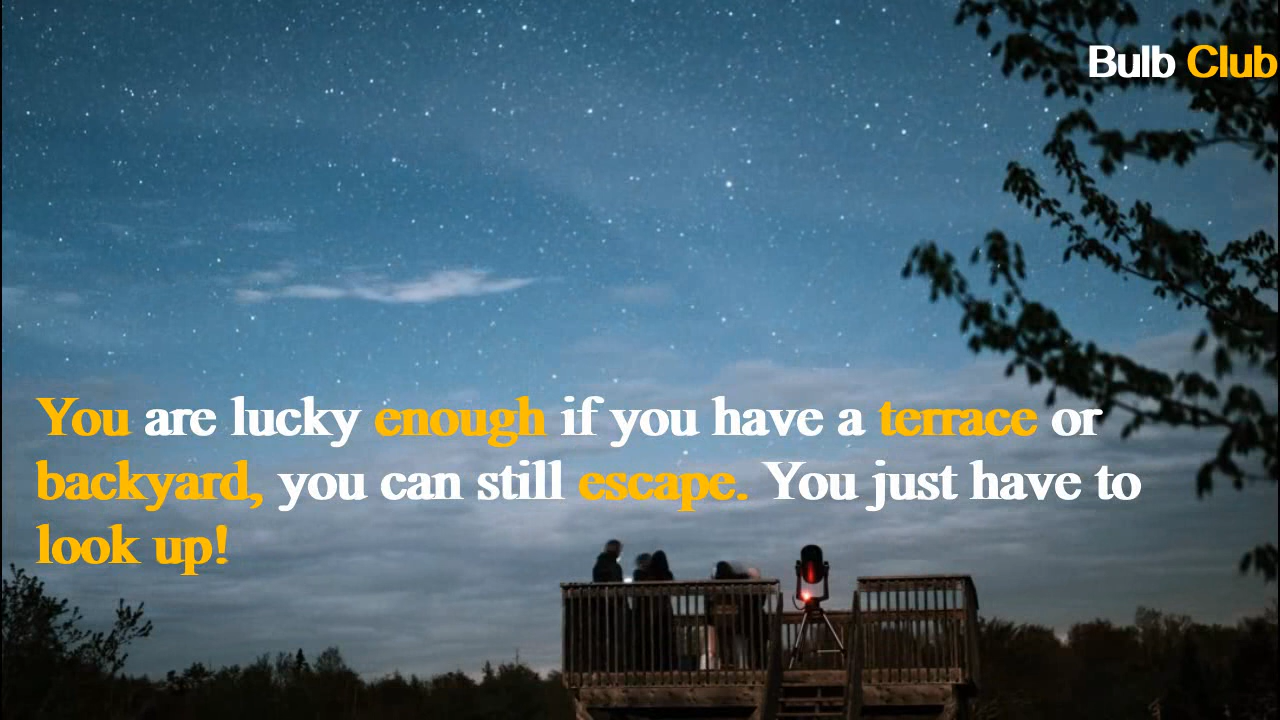 Bulb Club
You are lucky enough if you have a terrace or
backyard, you can still escape. You just have to
look up!